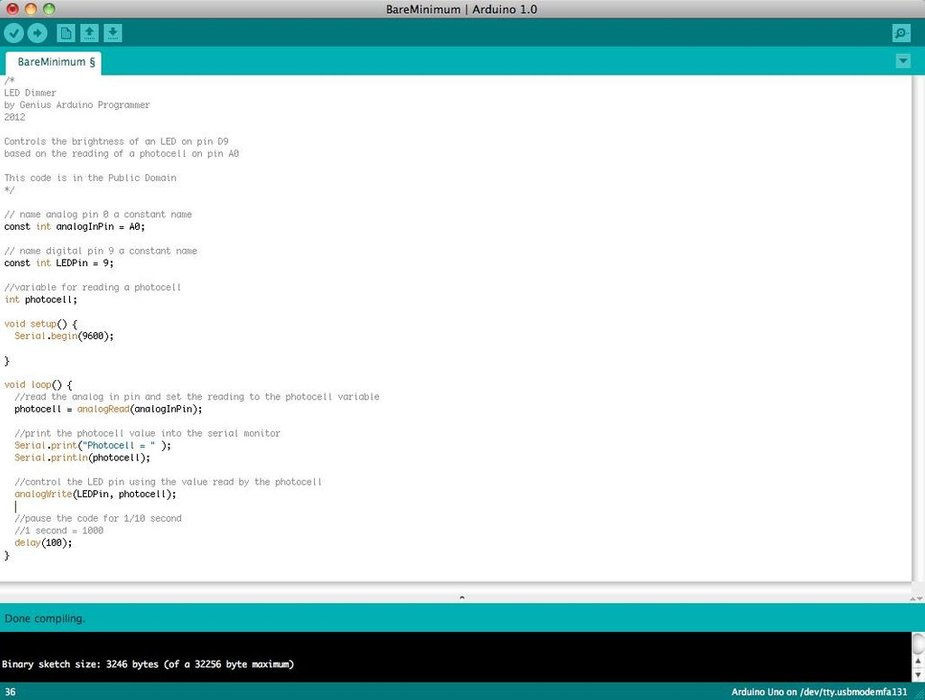 BareMinimum | Arduino 1.0
BareMinimum §
/*
LED Dimmer
by Genius Arduino Programmer
2012
Controls the brightness of an LED on pin D9
based on the reading of a photocell on pin A0
This code is in the Public Domain
*/
// name analog pin 0 a constant name
const int analogInPin = A0;
// name digital pin 9 a constant name
const int LEDPin = 9;
//variable for reading a photocell
int photocell;
void setup() {
Serial.begin(9600);
}
void loop() {
//read the analog in pin and set the reading to the photocell variable
photocell = analogRead(analogInPin);
//print the photocell value into the serial monitor
Serial.print("Photocell = " );
Serial.println(photocell);
//control the LED pin using the value read by the photocell
analogWrite(LEDPin, photocell);
//pause the code for 1/10 second
//1 second = 1000
delay(100);
}
Done compiling.
Binary sketch size: 3246 bytes (of a 32256 byte maximum)
36
Arduino Uno on /dev/tty.usbmodemfa131